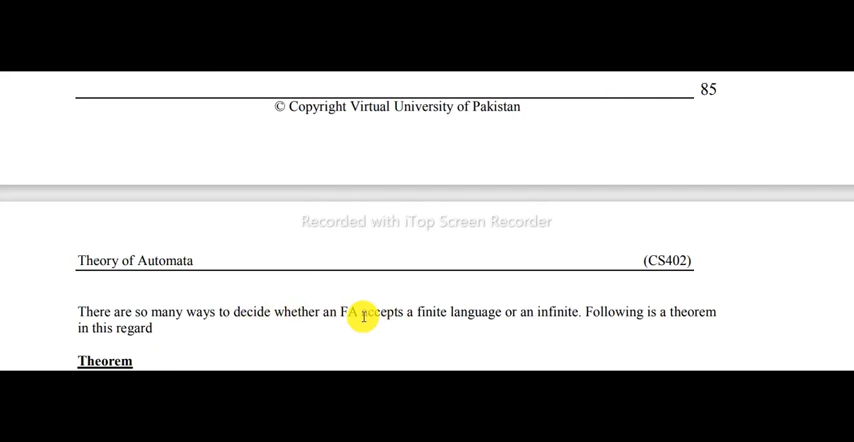 85
© Copyright Virtual University of Pakistan
Recorded with iTop Screen Recorder
Theory of Automata (CS402)
There are so many ways to decide whether an FA accepts a finite language or an infinite. Following is a theorem
in this regard
Theorem